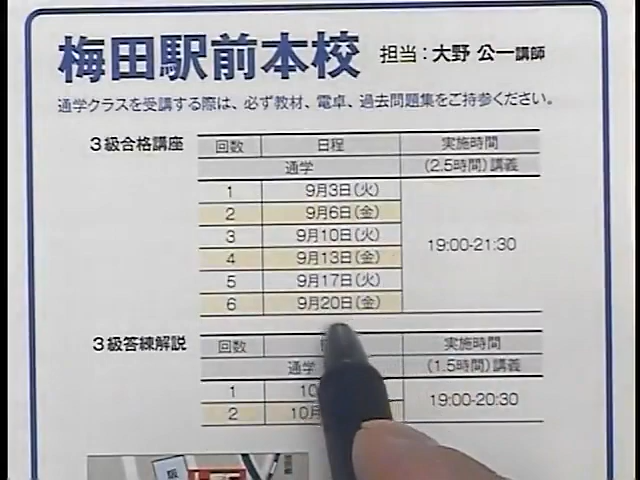 梅田駅前本校 担当：大野 公一講師
通学クラスを受講する際は、必ず教材、電卓、過去問題集をご持参ください。
3級合格講座 回数 日程 実施時間
通学 (2.5時間)講義
1 9月3日(火)
2 9月6日(金)
3 9月10日(火)
4 9月13日(金)
19:00-21:30
5 9月17日(火)
6 9月20日(金)
3級答練解説 回数 実施時間
通学 (1.5時間)講義
1 10
2 10月
19:00-20:30